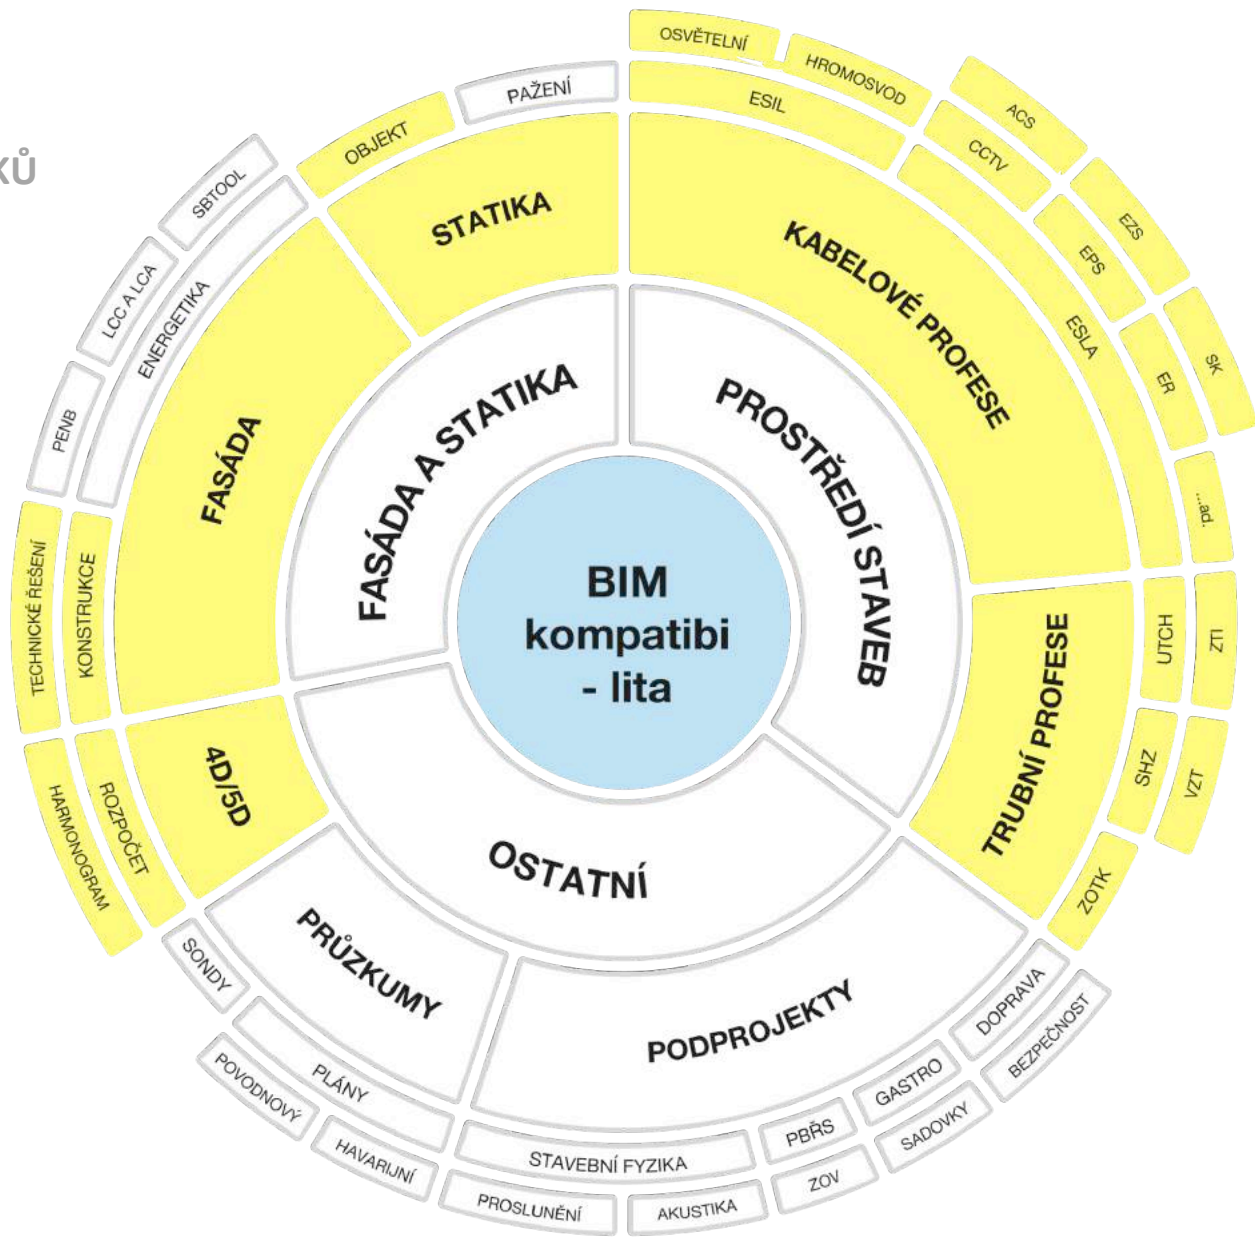 KŮ
BIM
kompatibi
- lita
FASÁDA A STATIKA
PROSTŘEDÍ STAVEB
OSTATNÍ
STATIKA
KABELOVÉ PROFESE
TRUBNÍ PROFESE
PODPROJEKTY
PRŮZKUMY
4D/5D
FASÁDA
OBJEKT
PAŽENÍ
OSVĚTELNÍ
HROMOSVOD
ESIL
ACS
CCTV
EZS
EPS
ESLA
SK
ER
...ad.
UTCH
ZTI
SHZ
VZT
ZOTK
DOPRAVA
BEZPEČNOST
GASTRO
SADOVKY
PBŘS
ZOV
STAVEBNÍ FYZIKA
AKUSTIKA
PROSLUNĚNÍ
PLÁNY
HAVARIJNÍ
POVODNOVÝ
SONDY
ROZPOČET
HARMONOGRAM
KONSTRUKCE
TECHNICKÉ ŘEŠENÍ
PENB
ENERGETIKA
LCC A LCA
SBTOOL